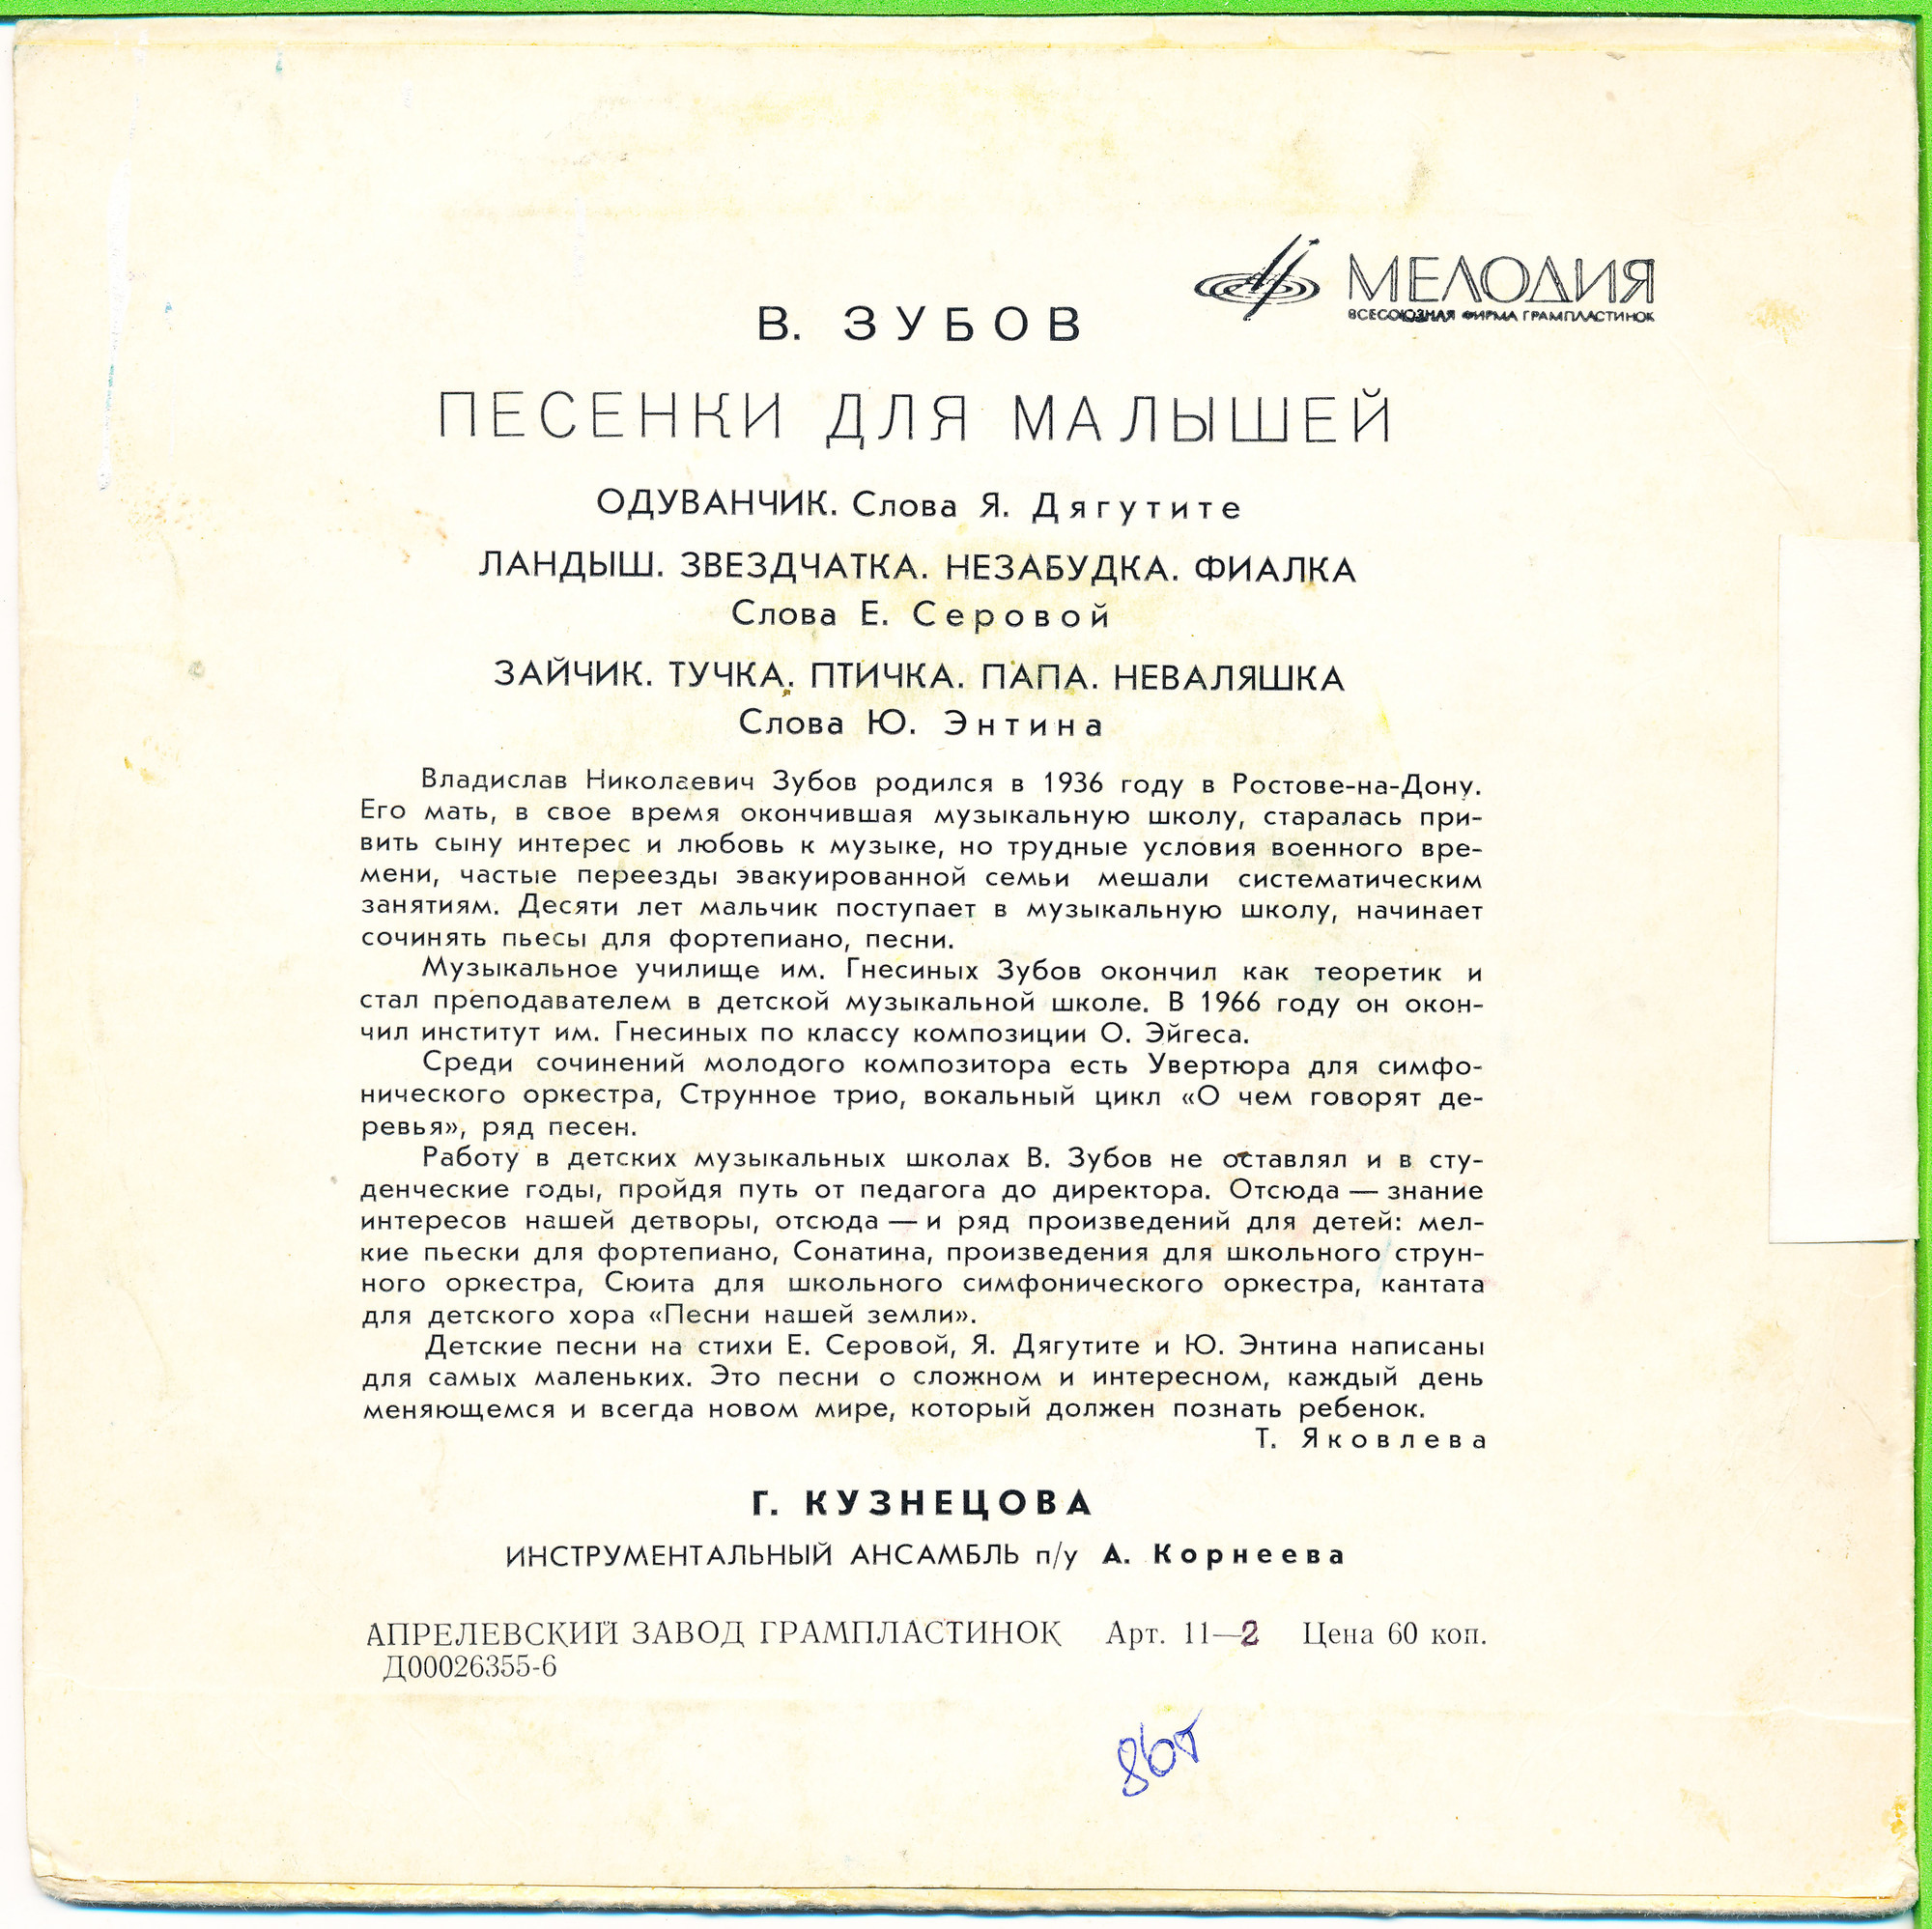 МЕЛОДИЯ
ВСЕСОЮЗНАЯ ФИРМА ГРАМПЛАСТИНОК
В. ЗУБОВ
ПЕСЕНКИ ДЛЯ МАЛЫШЕЙ
ОДУВАНЧИК. Слова Я. Дягутите
ЛАНДЫШ. ЗВЕЗДЧАТКА. НЕЗАБУДКА. ФИАЛКА
Слова Е. Серовой
ЗАЙЧИК. ТУЧКА. ПТИЧКА. ПАПА. НЕВАЛЯШКА
Слова Ю. Энтина
Владислав Николаевич Зубов родился в 1936 году в Ростове-на-Дону.
Его мать, в свое время окончившая музыкальную школу, старалась при-
вить сыну интерес и любовь к музыке, но трудные условия военного вре-
мени, частые переезды эвакуированной семьи мешали систематическим
занятиям. Десяти лет мальчик поступает в музыкальную школу, начинает
сочинять пьесы для фортепиано, песни.
Музыкальное училище им. Гнесиных Зубов окончил как теоретик и
стал преподавателем в детской музыкальной школе. В 1966 году он окон-
чил институт им. Гнесиных по классу композиции О. Эйгеса.
Среди сочинений молодого композитора есть Увертюра для симфо-
нического оркестра, Струнное трио, вокальный цикл «О чем говорят де-
ревья», ряд песен.
Работу в детских музыкальных школах В. Зубов не оставлял и в сту-
денческие годы, пройдя путь от педагога до директора. Отсюда — знание
интересов нашей детворы, отсюда — и ряд произведений для детей: мел-
кие пьески для фортепиано, Сонатина, произведения для школьного струн-
ного оркестра, Сюита для школьного симфонического оркестра, кантата
для детского хора «Песни нашей земли».
Детские песни на стихи Е. Серовой, Я. Дягутите и Ю. Энтина написаны
для самых маленьких. Это песни о сложном и интересном, каждый день
меняющемся и всегда новом мире, который должен познать ребенок.
Т. Яковлева
Г. КУЗНЕЦОВА
ИНСТРУМЕНТАЛЬНЫЙ АНСАМБЛЬ п/у А. Корнеева
АПРЕЛЕВСКИЙ ЗАВОД ГРАМПЛАСТИНОК Арт. 11—2 Цена 60 коп.
Д00026355-6